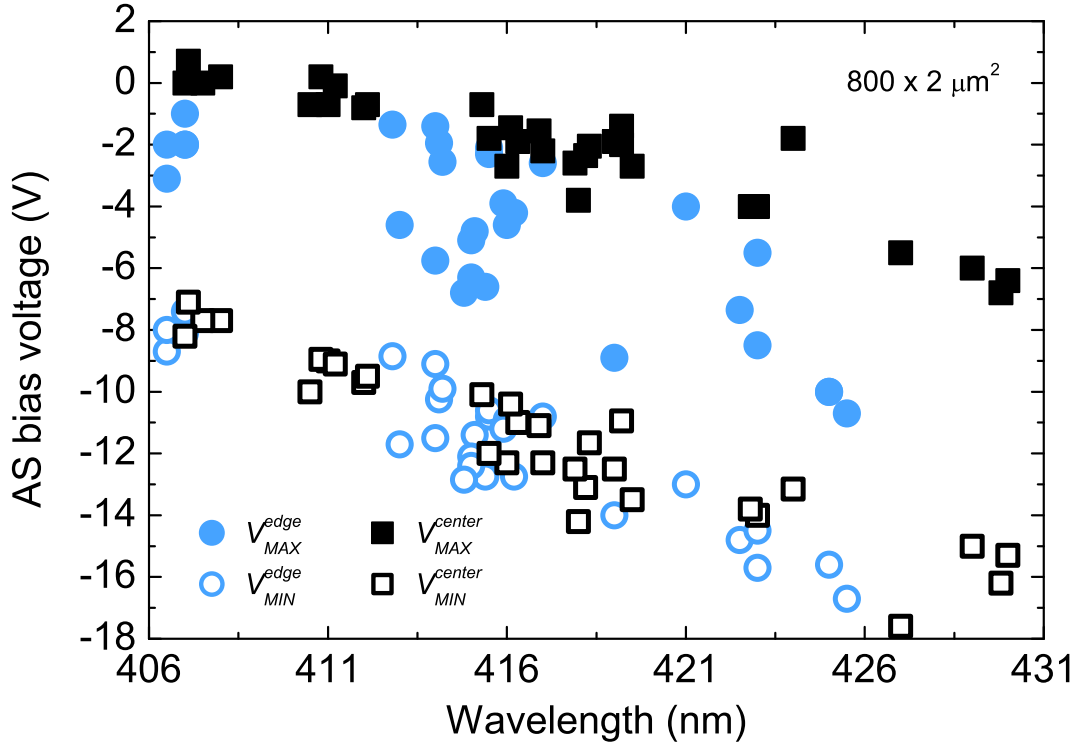 2
0
-2
-4
-6
-8
-10
-12
-14
-16
-18
AS bias voltage (V)
800 x 2 μm²
V_MAX^edge V_MAX^center
V_MIN^edge V_MIN^center
406 411 416 421 426 431
Wavelength (nm)